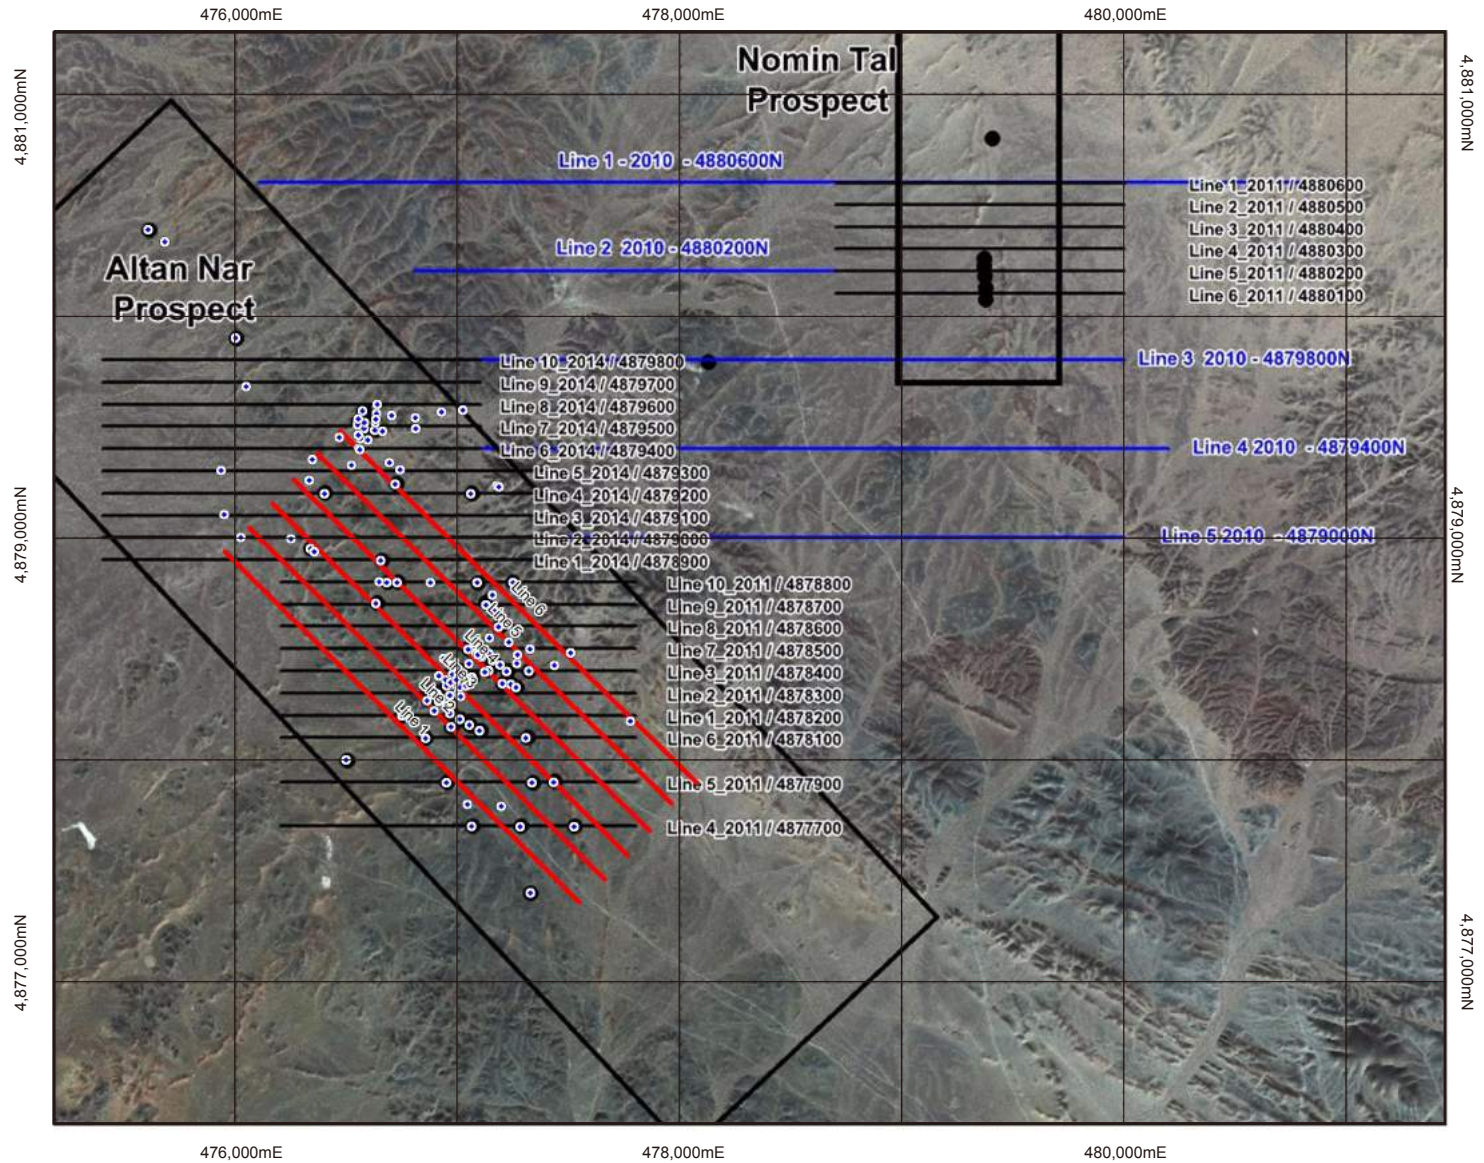 476,000mE
478,000mE
480,000mE
4,881,000mN
4,881,000mN
Nomin Tal
Prospect
Line 1 - 2010 - 4880600N
Line 1_2011 / 4880600
Line 2_2011 / 4880500
Line 3_2011 / 4880400
Line 2 2010 - 4880200N
Line 4_2011 / 4880300
Line 5_2011 / 4880200
Line 6_2011 / 4880100
Altan Nar
Prospect
Line 10_2014 / 4879800
Line 3 2010 - 4879800N
Line 9_2014 / 4879700
Line 8_2014 / 4879600
Line 7_2014 / 4879500
Line 6_2014 / 4879400
Line 4 2010 - 4879400N
Line 5_2014 / 4879300
Line 4_2014 / 4879200
Line 3_2014 / 4879100
Line 2_2014 / 4879000
Line 5 2010 - 4879000N
Line 1_2014 / 4878900
4,879,000mN
4,879,000mN
Line 10_2011 / 4878800
Line 9_2011 / 4878700
Line 8_2011 / 4878600
Line 7_2011 / 4878500
Line 3_2011 / 4878400
Line 2_2011 / 4878300
Line 1_2011 / 4878200
Line 6_2011 / 4878100
Line 5_2011 / 4877900
Line 4_2011 / 4877700
Line 6
Line 5
Line 4
Line 3
Line 2
Line 1
4,877,000mN
4,877,000mN
476,000mE
478,000mE
480,000mE